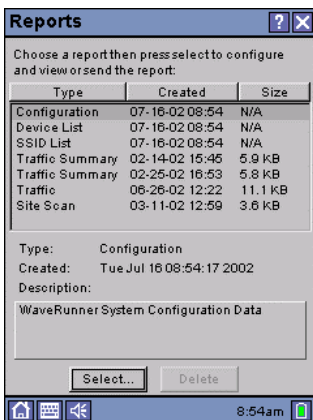 Reports ? X
Choose a report then press select to configure
and view or send the report:
Type Created Size
Configuration 07-16-02 08:54 N/A
Device List 07-16-02 08:54 N/A
SSID List 07-16-02 08:54 N/A
Traffic Summary 02-14-02 15:45 5.9 KB
Traffic Summary 02-25-02 16:53 5.8 KB
Traffic 06-26-02 12:22 11.1 KB
Site Scan 03-11-02 12:59 3.6 KB
Type: Configuration
Created: Tue Jul 16 08:54:17 2002
Description:
WaveRunner System Configuration Data
Select... Delete
8:54am